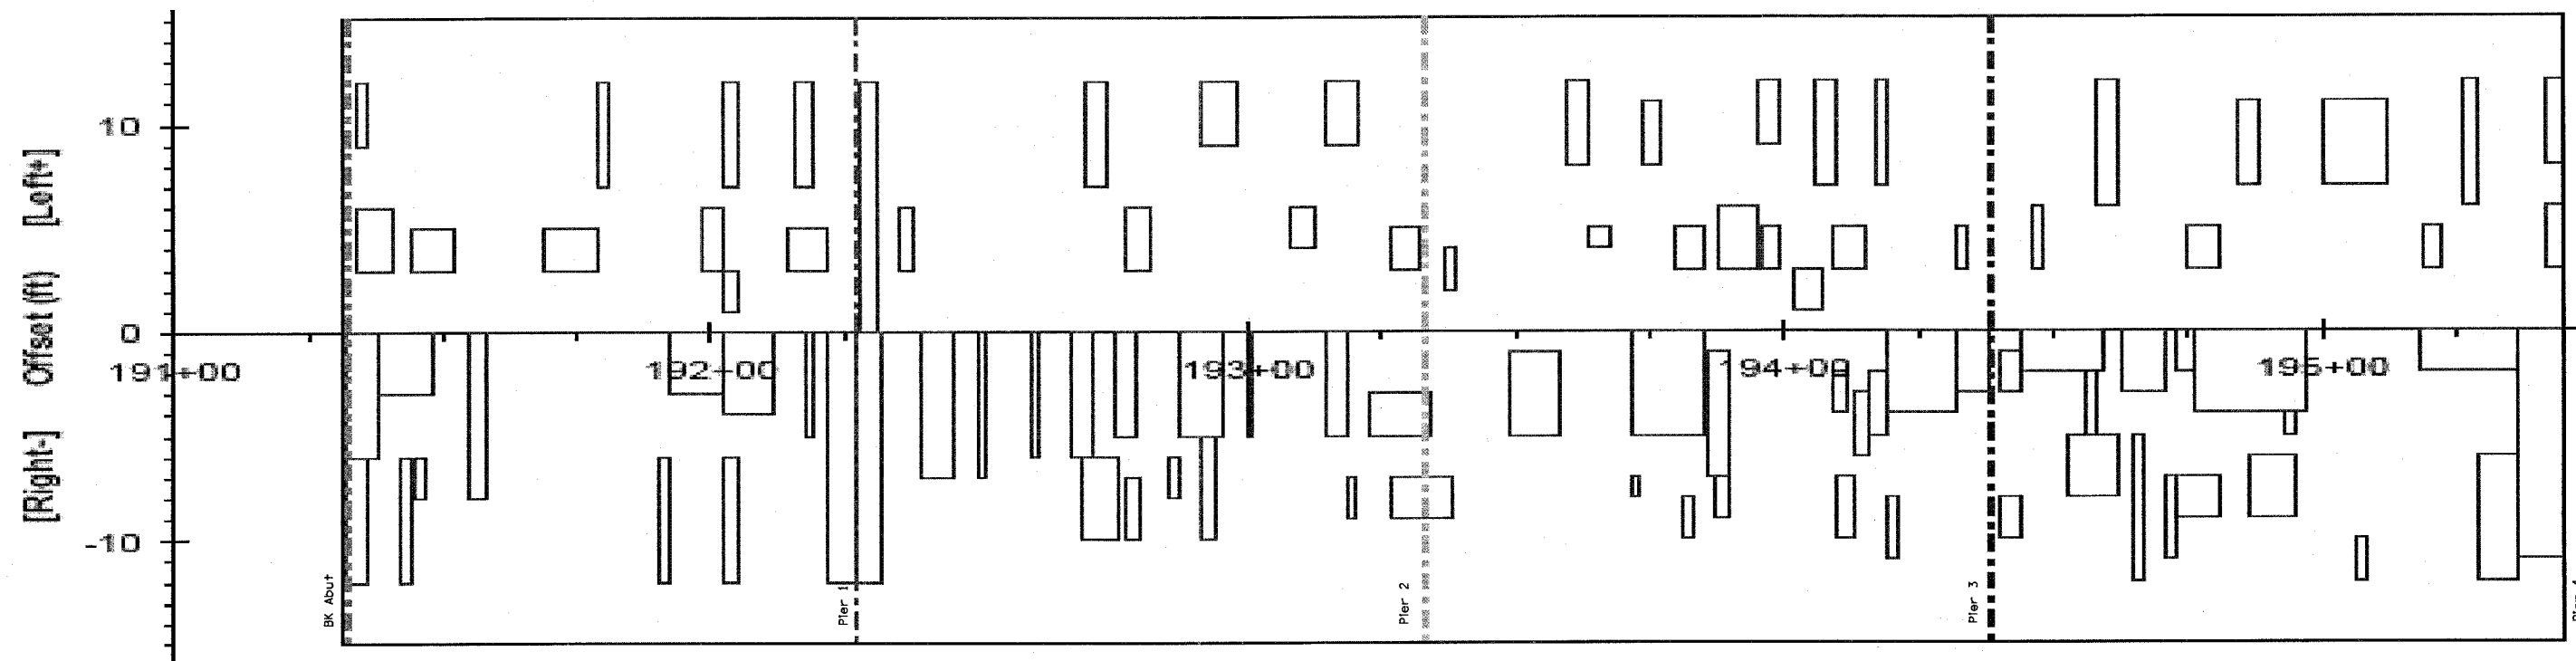 10
0
-10
[Right-] Offset (ft) [Left+]
191+00
192+00
193+00
194+00
195+00
BK Abut
Pier 1
Pier 2
Pier 3